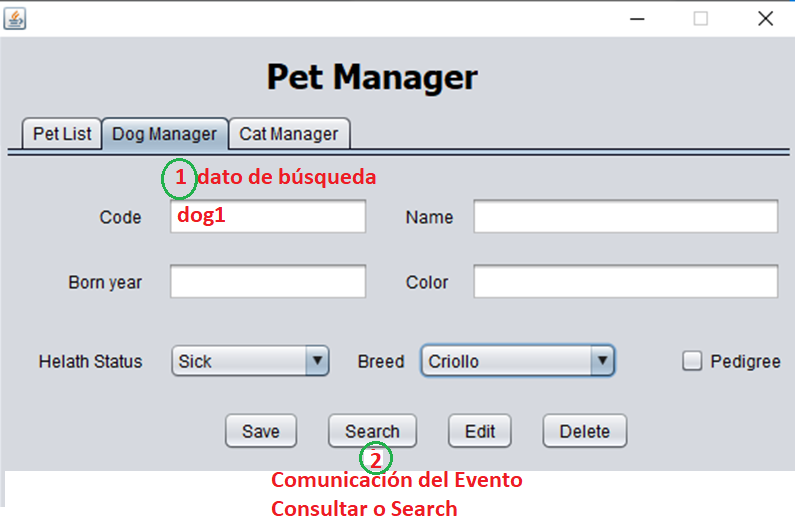 Pet Manager
Pet List Dog Manager Cat Manager
1 dato de búsqueda
Code dog1 Name
Born year Color
Helath Status Sick Breed Criollo Pedigree
Save Search Edit Delete
2
Comunicación del Evento
Consultar o Search